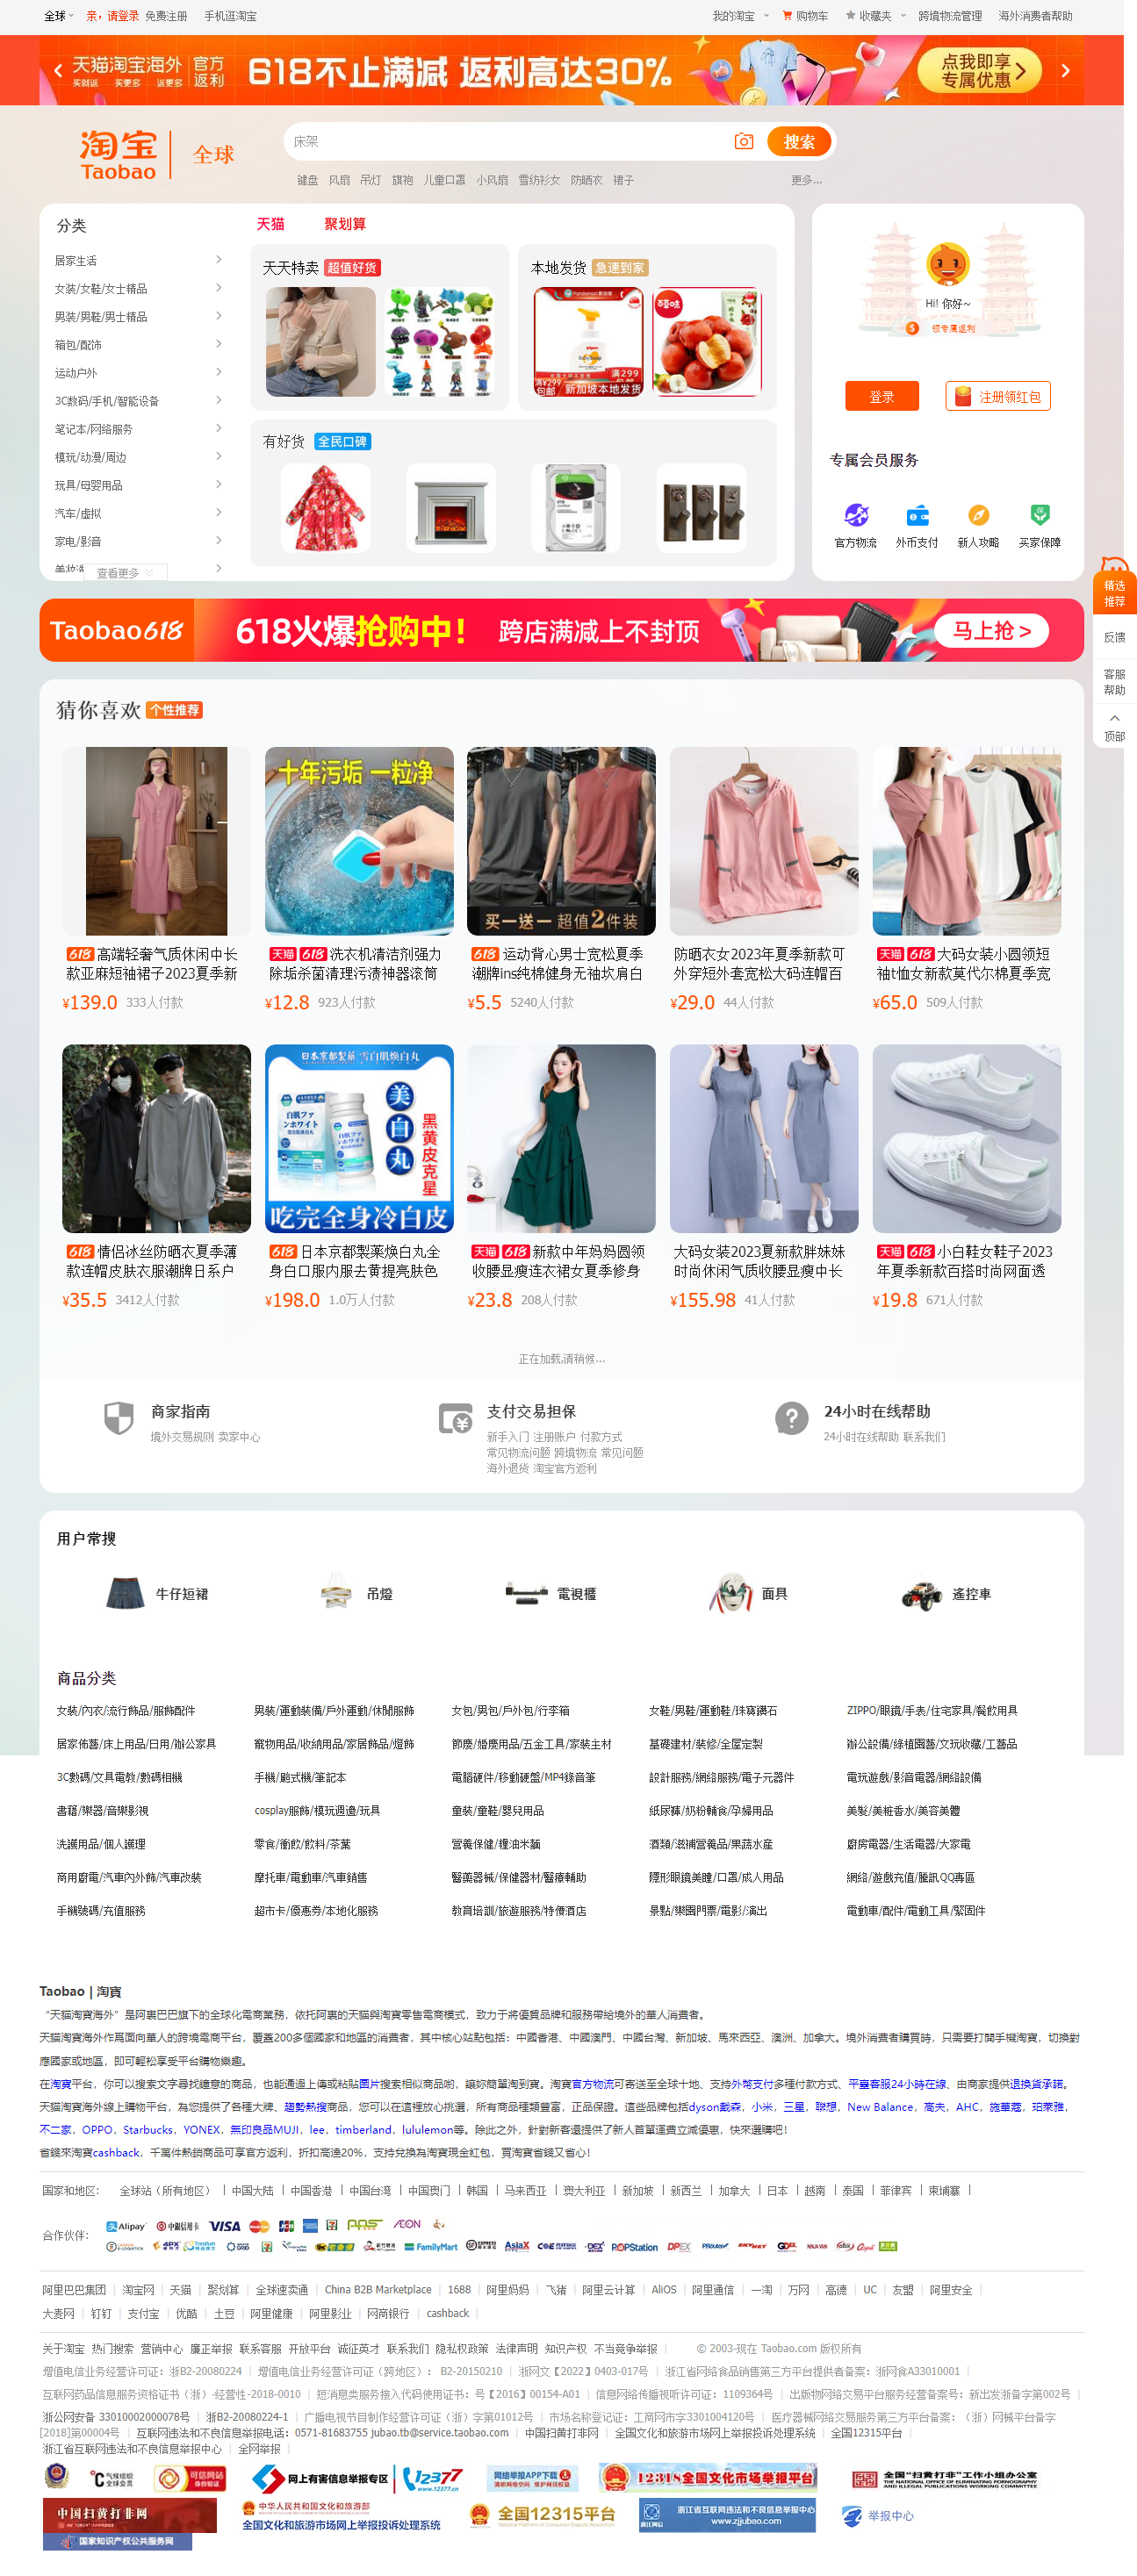 全球
亲，请登录 免费注册 手机逛淘宝
我的淘宝 购物车 收藏夹 跨境物流管理 海外消费者帮助
天猫淘宝海外 官方返利 618不止满减 返利高达30% 点我即享专属优惠
买就返 买更多 返更多
淘宝 Taobao 全球
床架
搜索
键盘 风扇 吊灯 旗袍 儿童口罩 小风扇 雪纺衫女 防晒衣 裙子 更多...
分类
天猫 聚划算
居家生活
女装/女鞋/女士精品
男装/男鞋/男士精品
箱包/配饰
运动户外
3C数码/手机/智能设备
笔记本/网络服务
模玩/动漫/周边
玩具/母婴用品
汽车/虚拟
家电/影音
查看更多
天天特卖 超值好货
本地发货 急速到家
满299
满¥299包邮 新加坡本地发货
有好货 全民口碑
Hi! 你好~
领专属返利
登录 注册领红包
专属会员服务
官方物流 外币支付 新人攻略 买家保障
精选推荐
反馈
客服帮助
顶部
Taobao618 618火爆抢购中! 跨店满减上不封顶 马上抢 >
猜你喜欢 个性推荐
十年污垢 一粒净
买一送一 超值2件装
618 高端轻奢气质休闲中长
款亚麻短袖裙子2023夏季新
¥139.0 333人付款
天猫 618 洗衣机清洁剂强力
除垢杀菌清理污渍神器滚筒
¥12.8 923人付款
618 运动背心男士宽松夏季
潮牌ins纯棉健身无袖坎肩白
¥5.5 5240人付款
防晒衣女2023年夏季新款可
外穿短外套宽松大码连帽百
¥29.0 44人付款
天猫 618 大码女装小圆领短
袖t恤女新款莫代尔棉夏季宽
¥65.0 509人付款
日本京都製薬 雪白肌焕白丸
美白丸
黑黄皮克星
吃完全身冷白皮
618 情侣冰丝防晒衣夏季薄
款连帽皮肤衣服潮牌日系户
¥35.5 3412人付款
618 日本京都製薬焕白丸全
身白口服内服去黄提亮肤色
¥198.0 1.0万人付款
天猫 618 新款中年妈妈圆领
收腰显瘦连衣裙女夏季修身
¥23.8 208人付款
大码女装2023夏新款胖妹妹
时尚休闲气质收腰显瘦中长
¥155.98 41人付款
天猫 618 小白鞋女鞋子2023
年夏季新款百搭时尚网面透
¥19.8 671人付款
正在加载,请稍候...
商家指南
境外交易规则 卖家中心
支付交易担保
新手入门 注册账户 付款方式
常见物流问题 跨境物流 常见问题
海外退货 淘宝官方返利
24小时在线帮助
24小时在线帮助 联系我们
用户常搜
牛仔短裙 吊燈 電視櫃 面具 遙控車
商品分类
女裝/內衣/流行飾品/服飾配件 男裝/運動裝備/戶外運動/休閒服飾 女包/男包/戶外包/行李箱 女鞋/男鞋/運動鞋/珠寶鑽石 ZIPPO/眼鏡/手表/住宅家具/餐飲用具
居家佈藝/床上用品/日用/辦公家具 寵物用品/收納用品/家居飾品/燈飾 節慶/婚慶用品/五金工具/家裝主材 基礎建材/裝修/全屋定製 辦公設備/綠植園藝/文玩收藏/工藝品
3C數碼/文具電教/數碼相機 手機/颱式機/筆記本 電腦硬件/移動硬盤/MP4錄音筆 設計服務/網絡服務/電子元器件 電玩遊戲/影音電器/網絡設備
書籍/樂器/音樂影視 cosplay服飾/模玩週邊/玩具 童裝/童鞋/嬰兒用品 紙尿褲/奶粉輔食/孕婦用品 美髮/美粧香水/美容美體
洗護用品/個人護理 零食/衝飲/飲料/茶葉 營養保健/糧油米麵 酒類/滋補營養品/果蔬水産 廚房電器/生活電器/大家電
商用廚電/汽車內外飾/汽車改裝 摩托車/電動車/汽車銷售 醫藥器械/保健器材/醫療輔助 隱形眼鏡美瞳/口罩/成人用品 網絡/遊戲充值/騰訊QQ專區
手機號碼/充值服務 超市卡/優惠券/本地化服務 教育培訓/旅遊服務/特價酒店 景點/樂園門票/電影/演出 電動車/配件/電動工具/緊固件
Taobao | 淘寶
“天貓淘寶海外”是阿裏巴巴旗下的全球化電商業務，依托阿裏的天貓與淘寶零售電商模式，致力于將優質品牌和服務帶給境外的華人消費者。
天貓淘寶海外作爲面向華人的跨境電商平台，覆蓋200多個國家和地區的消費者，其中核心站點包括：中國香港、中國澳門、中國台灣、新加坡、馬來西亞、澳洲、加拿大。境外消費者購買時，只需要打開手機淘寶，切換對
應國家或地區，即可輕松享受平台購物樂趣。
在淘寶平台，你可以搜索文字尋找鐘意的商品，也能通過上傳或粘貼圖片搜索相似商品喲，讓妳簡單淘到寶。淘寶官方物流可寄送至全球十地、支持外幣支付多種付款方式、平臺客服24小時在線、由商家提供退換貨承諾。
天貓淘寶海外線上購物平台，為您提供了各種大牌、趨勢熱搜商品，您可以在這裡放心挑選，所有商品種類豐富，正品保證。這些品牌包括dyson戴森，小米，三星，聯想，New Balance，高夫，AHC，施華蔻，珀萊雅，
不二家，OPPO，Starbucks，YONEX，無印良品MUJI，lee，timberland，lululemon等。除此之外，針對新客還提供了新人首單運費立減優惠，快來選購吧！
省錢來淘寶cashback，千萬件熱銷商品可享官方返利，折扣高達20%，支持兌換為淘寶現金紅包，買淘寶省錢又省心！
国家和地区： 全球站（所有地区） | 中国大陆 | 中国香港 | 中国台湾 | 中国澳门 | 韩国 | 马来西亚 | 澳大利亚 | 新加坡 | 新西兰 | 加拿大 | 日本 | 越南 | 泰国 | 菲律宾 | 柬埔寨 |
合作伙伴： Alipay VISA AEON
FamilyMart AsiaX POPStation DPEX
阿里巴巴集团 | 淘宝网 | 天猫 | 聚划算 | 全球速卖通 | China B2B Marketplace | 1688 | 阿里妈妈 | 飞猪 | 阿里云计算 | AliOS | 阿里通信 | 一淘 | 万网 | 高德 | UC | 友盟 | 阿里安全 |
大麦网 | 钉钉 | 支付宝 | 优酷 | 土豆 | 阿里健康 | 阿里影业 | 网商银行 | cashback |
关于淘宝 热门搜索 营销中心 廉正举报 联系客服 开放平台 诚征英才 联系我们 隐私权政策 法律声明 知识产权 不当竞争举报 | © 2003-现在 Taobao.com 版权所有
增值电信业务经营许可证：浙B2-20080224 | 增值电信业务经营许可证（跨地区）： B2-20150210 | 浙网文【2022】0403-017号 | 浙江省网络食品销售第三方平台提供者备案：浙网食A33010001 |
互联网药品信息服务资格证书（浙）-经营性-2018-0010 | 短消息类服务接入代码使用证书：号【2016】00154-A01 | 信息网络传播视听许可证：1109364号 | 出版物网络交易平台服务经营备案号：新出发浙备字第002号 |
浙公网安备 33010002000078号 | 浙B2-20080224-1 | 广播电视节目制作经营许可证（浙）字第01012号 | 市场名称登记证：工商网市字3301004120号 | 医疗器械网络交易服务第三方平台备案：（浙）网械平台备字
[2018]第00004号 | 互联网违法和不良信息举报电话：0571-81683755 jubao.tb@service.taobao.com | 中国扫黄打非网 | 全国文化和旅游市场网上举报投诉处理系统 | 全国12315平台 |
浙江省互联网违法和不良信息举报中心 | 全网举报 |
可信网站 网上有害信息举报专区 12377 网络举报APP下载 12318全国文化市场举报平台 全国“扫黄打非”工作小组办公室
中国扫黄打非网 中华人民共和国文化和旅游部 全国文化和旅游市场网上举报投诉处理系统 全国12315平台 浙江省互联网违法和不良信息举报中心 www.zjjubao.com 举报中心
国家知识产权公共服务网